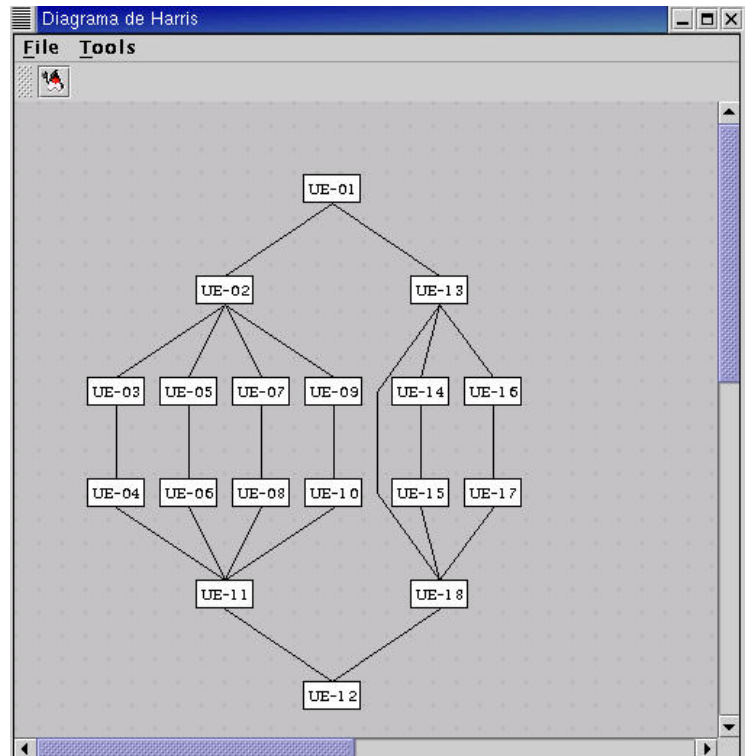 Diagrama de Harris
File Tools
UE-01
UE-02 UE-13
UE-03 UE-05 UE-07 UE-09 UE-14 UE-16
UE-04 UE-06 UE-08 UE-10 UE-15 UE-17
UE-11 UE-18
UE-12